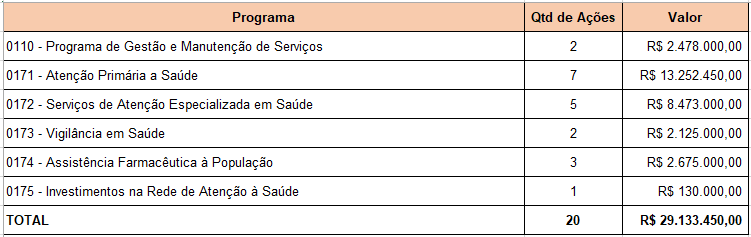 Programa Qtd de Ações Valor
0110 - Programa de Gestão e Manutenção de Serviços 2 R$ 2.478.000,00
0171 - Atenção Primária a Saúde 7 R$ 13.252.450,00
0172 - Serviços de Atenção Especializada em Saúde 5 R$ 8.473.000,00
0173 - Vigilância em Saúde 2 R$ 2.125.000,00
0174 - Assistência Farmacêutica à População 3 R$ 2.675.000,00
0175 - Investimentos na Rede de Atenção à Saúde 1 R$ 130.000,00
TOTAL 20 R$ 29.133.450,00